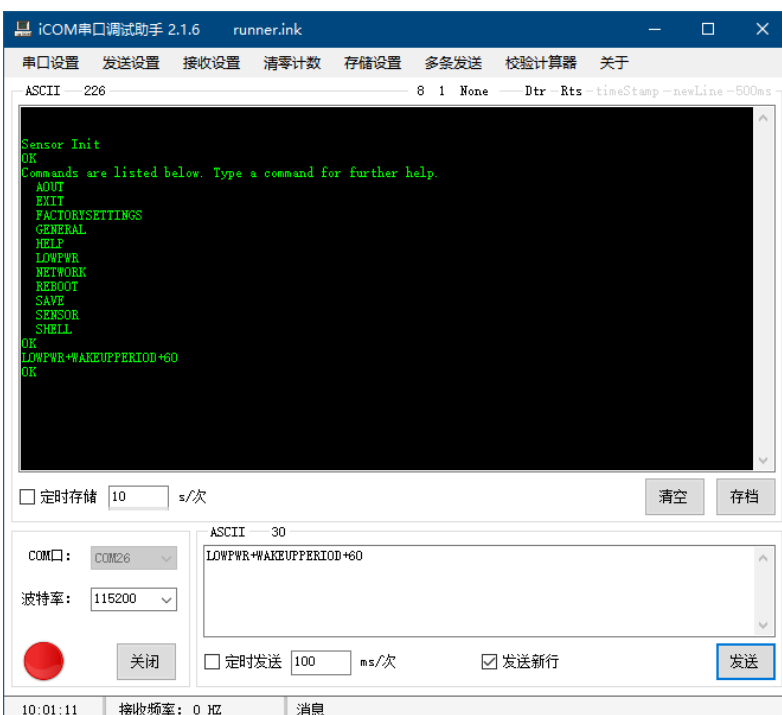 iCOM串口调试助手 2.1.6 runner.ink
串口设置 发送设置 接收设置 清零计数 存储设置 多条发送 校验计算器 关于
ASCII 226 8 1 None Dtr Rts timeStamp newLine 500ms
Sensor Init
OK
Commands are listed below. Type a command for further help.
AOUT
EXIT
FACTORYSETTINGS
GENERAL
HELP
LOWPWR
NETWORK
REBOOT
SAVE
SENSOR
SHELL
OK
LOWPWR+WAKEUPPERIOD+60
OK
定时存储 10 s/次 清空 存档
ASCII 30
COM口: COM26
LOWPWR+WAKEUPPERIOD+60
波特率: 115200
关闭 定时发送 100 ms/次 发送新行 发送
10:01:11 接收频率: 0 HZ 消息